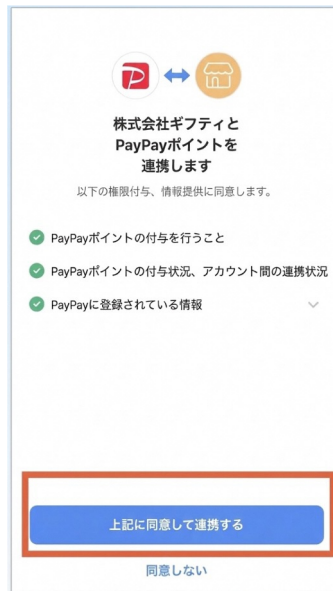 株式会社ギフティと
PayPayポイントを
連携します
以下の権限付与、情報提供に同意します。
PayPayポイントの付与を行うこと
PayPayポイントの付与状況、アカウント間の連携状況
PayPayに登録されている情報
上記に同意して連携する
同意しない